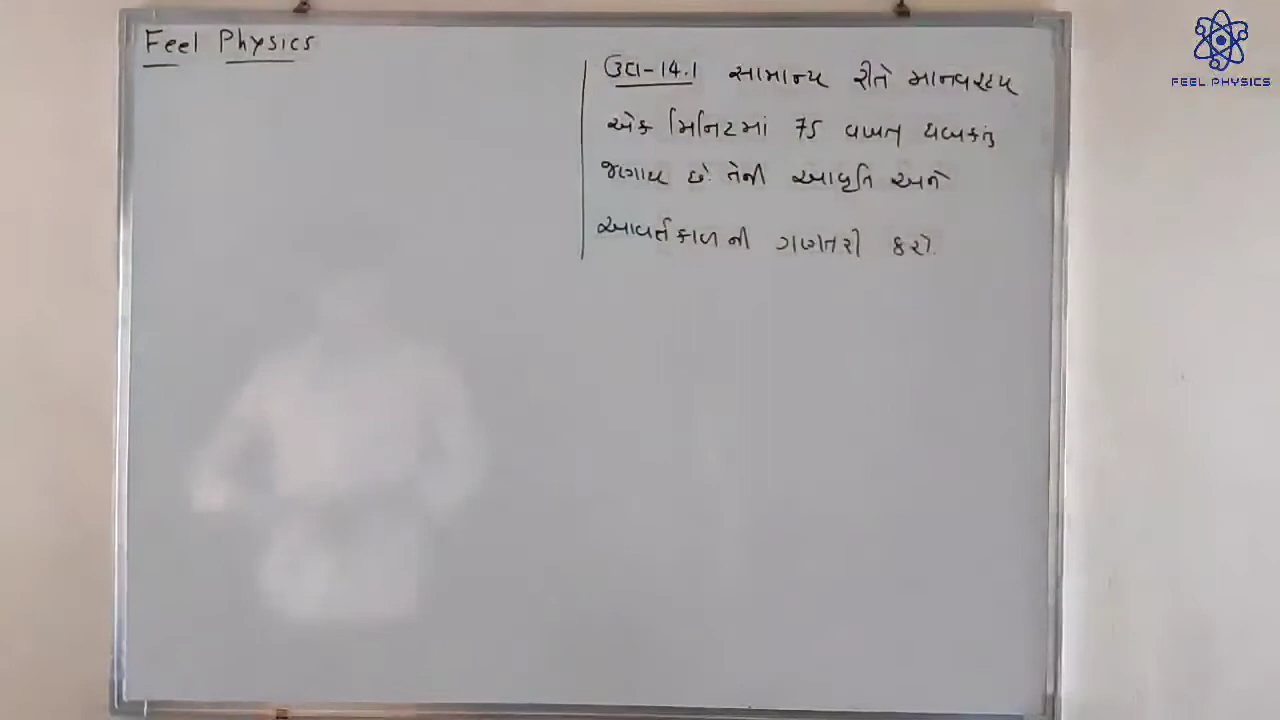 Feel Physics
FEEL PHYSICS
ઉદા-14.1 સામાન્ય રીતે માનવહૃદય
એક મિનિટમાં 75 વખત ધબકતું
જણાય છે. તેની આવૃતિ અને
આવર્તકાળ ની ગણતરી કરો.